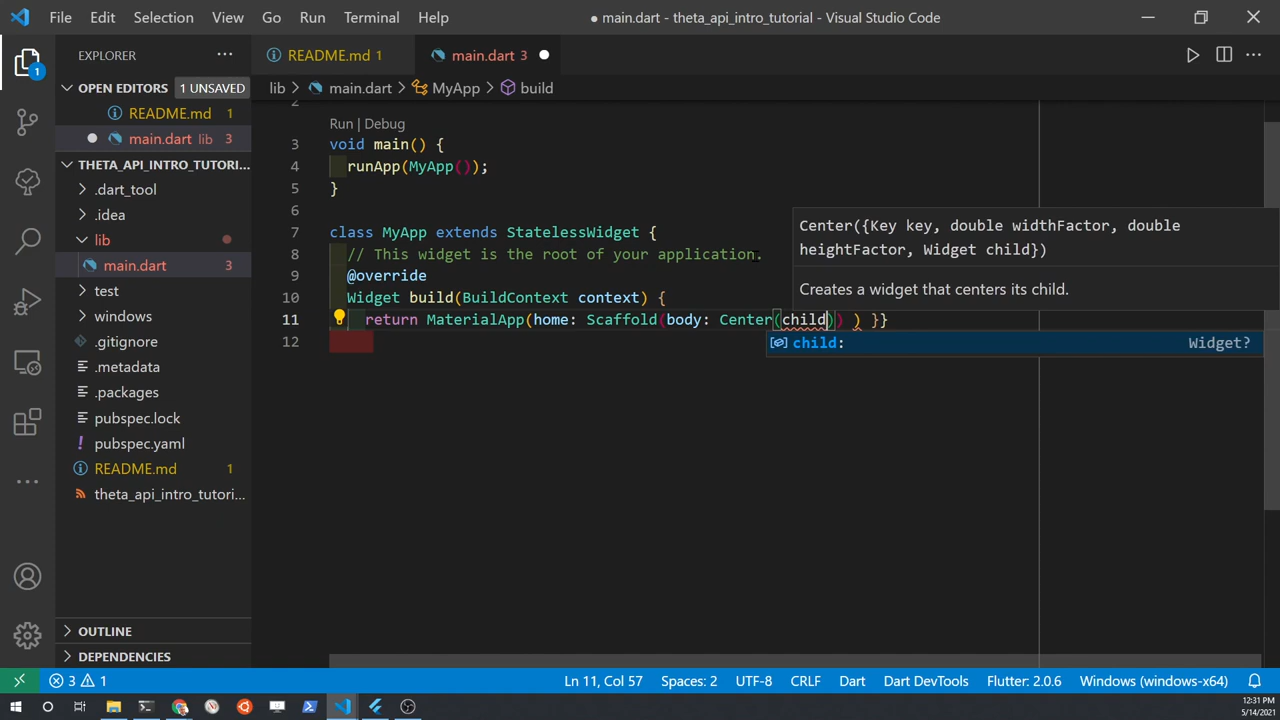 File Edit Selection View Go Run Terminal Help
● main.dart - theta_api_intro_tutorial - Visual Studio Code
EXPLORER
README.md 1
main.dart 3
OPEN EDITORS 1 UNSAVED
README.md 1
main.dart lib 3
THETA_API_INTRO_TUTORI...
.dart_tool
.idea
lib
main.dart 3
test
windows
.gitignore
.metadata
.packages
pubspec.lock
pubspec.yaml
README.md 1
theta_api_intro_tutori...
OUTLINE
DEPENDENCIES
1
lib > main.dart > MyApp > build
2
Run | Debug
3 void main() {
4 runApp(MyApp());
5 }
6
7 class MyApp extends StatelessWidget {
8 // This widget is the root of your application.
9 @override
10 Widget build(BuildContext context) {
11 return MaterialApp(home: Scaffold(body: Center(child)) ) }}
12
Center({Key key, double widthFactor, double
heightFactor, Widget child})
Creates a widget that centers its child.
child: Widget?
3 1
Ln 11, Col 57 Spaces: 2 UTF-8 CRLF Dart Dart DevTools Flutter: 2.0.6 Windows (windows-x64)
12:31 PM
5/14/2021